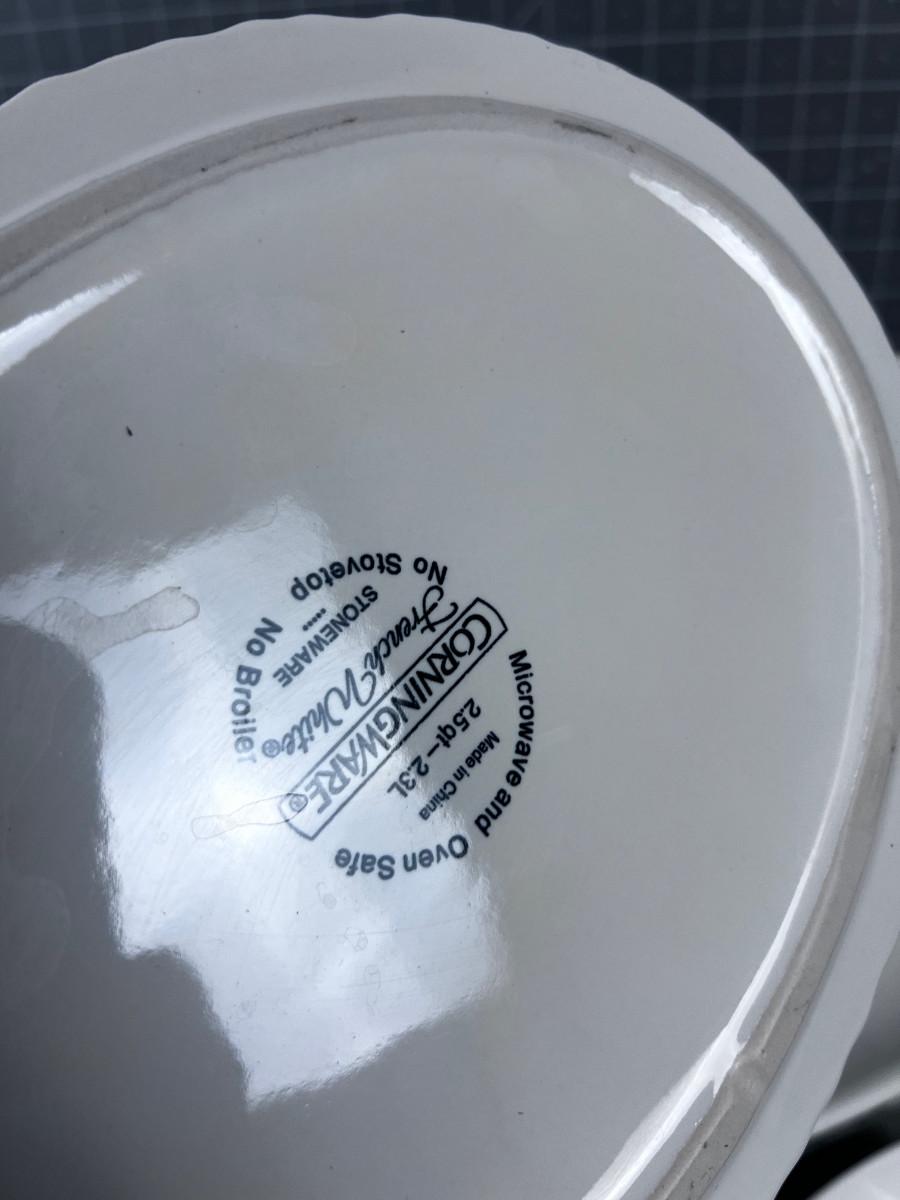 Microwave and Oven Safe
Made in China
2.5qt – 2.3L
CORNINGWARE®
French White®
STONEWARE
No Stovetop No Broiler